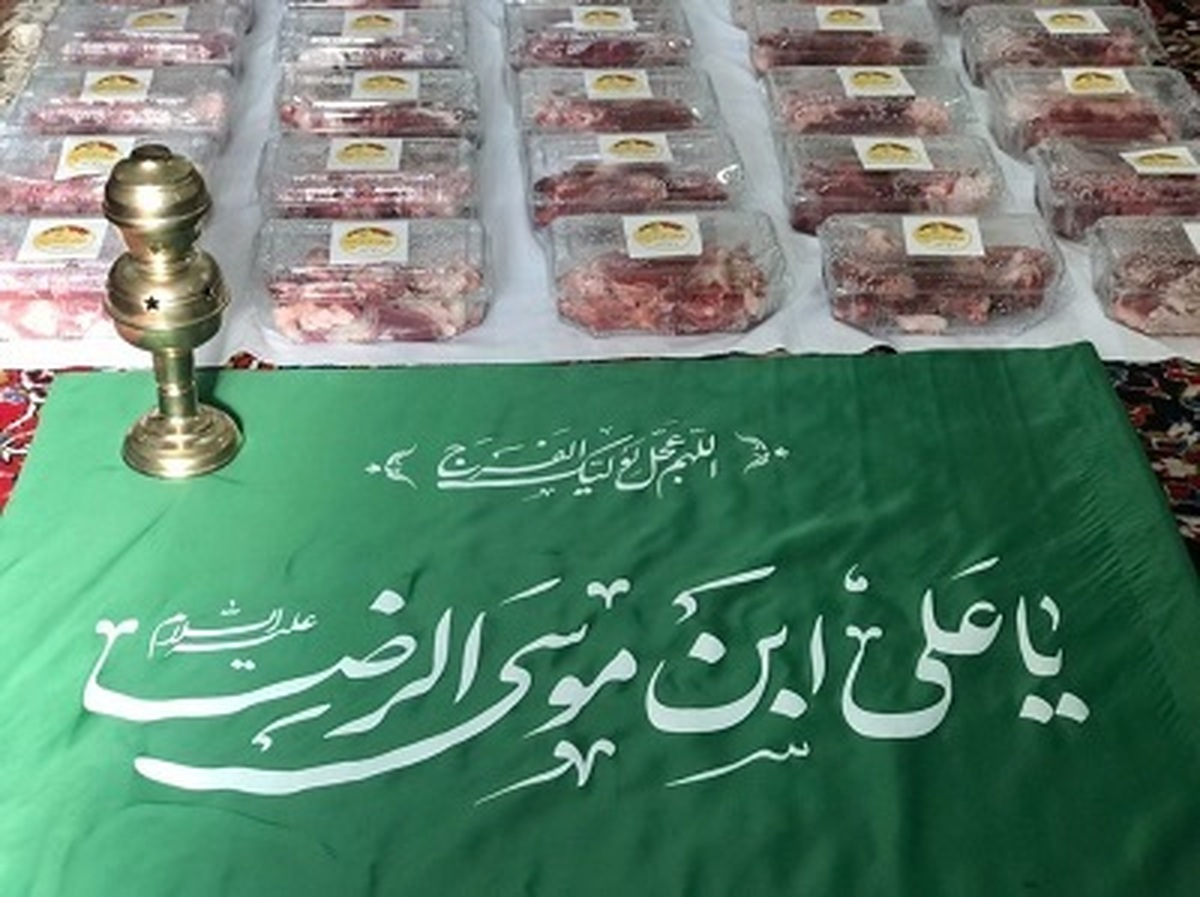 اللهم عجل لولیک الفرج
یا علی ابن موسی الرضا علیه السلام